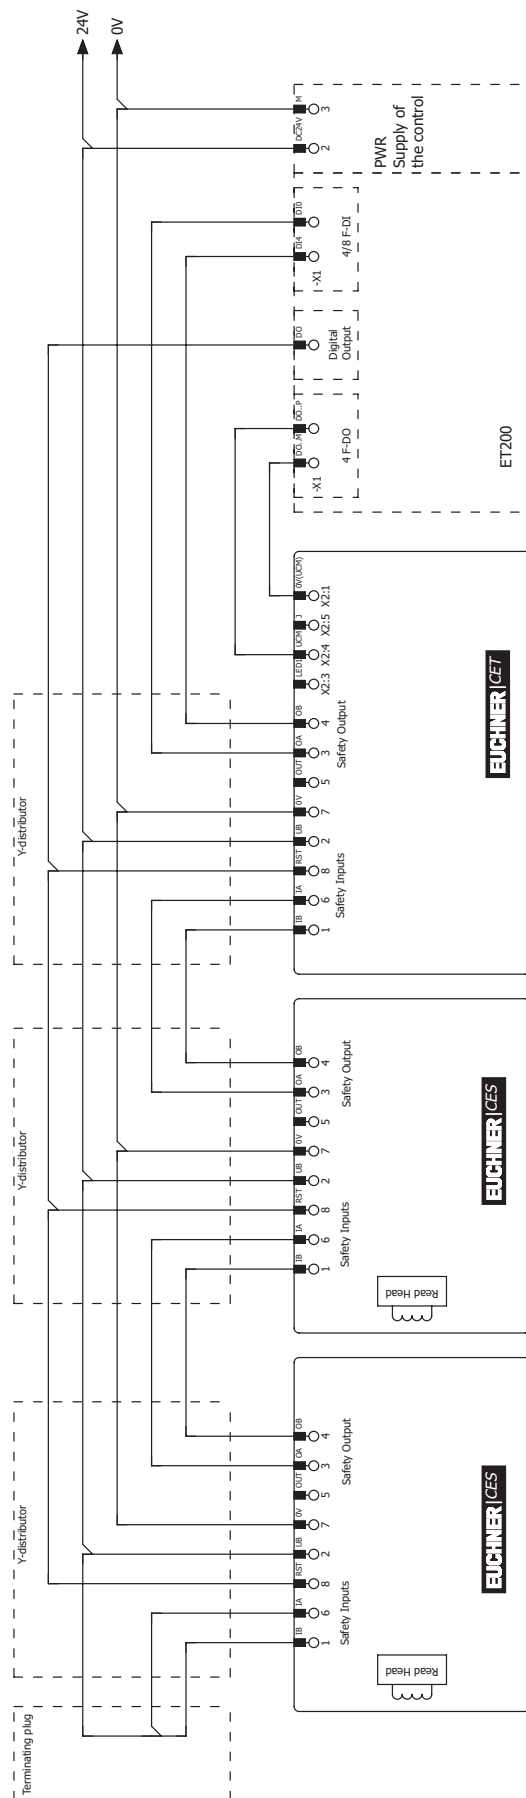 24V
0V
M
3
DC24V
2
PWR
Supply of
the control
DI0
DI4
-X1
4/8 F-DI
DO
Digital
Output
DO..P
DO..M
-X1
4 F-DO
ET200
0V(UCM)
X2:1
J
X2:5
UCM
X2:4
LED1
X2:3
OB
4
OA
3
Safety Output
OUT
5
0V
7
UB
2
RST
8
IA
6
IB
1
Safety Inputs
Y-distributor
EUCHNER|CET
OB
4
OA
3
Safety Output
OUT
5
0V
7
UB
2
RST
8
IA
6
IB
1
Safety Inputs
Y-distributor
EUCHNER|CES
Read Head
OB
4
OA
3
Safety Output
OUT
5
0V
7
UB
2
RST
8
IA
6
IB
1
Safety Inputs
Y-distributor
EUCHNER|CES
Read Head
Terminating plug